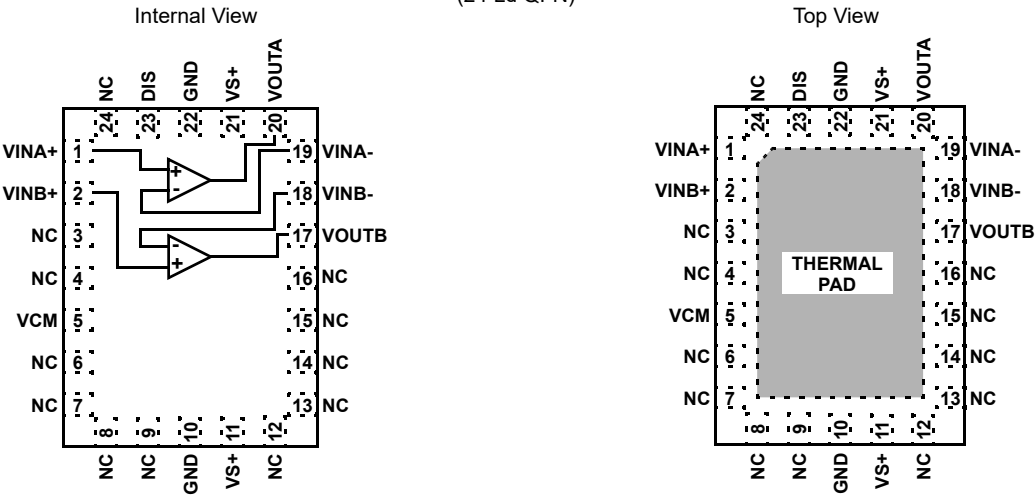 (24 Ld QFN)
Internal View
NC
DIS
GND
VS+
VOUTA
24
23
22
21
20
VINA+ 1
19 VINA-
VINB+ 2
18 VINB-
NC 3
17 VOUTB
NC 4
16 NC
VCM 5
15 NC
NC 6
14 NC
NC 7
13 NC
+
-
-
+
8
9
10
11
12
NC
NC
GND
VS+
NC
Top View
NC
DIS
GND
VS+
VOUTA
24
23
22
21
20
VINA+ 1
19 VINA-
VINB+ 2
18 VINB-
NC 3
17 VOUTB
NC 4
16 NC
VCM 5
15 NC
NC 6
14 NC
NC 7
13 NC
THERMAL
PAD
8
9
10
11
12
NC
NC
GND
VS+
NC